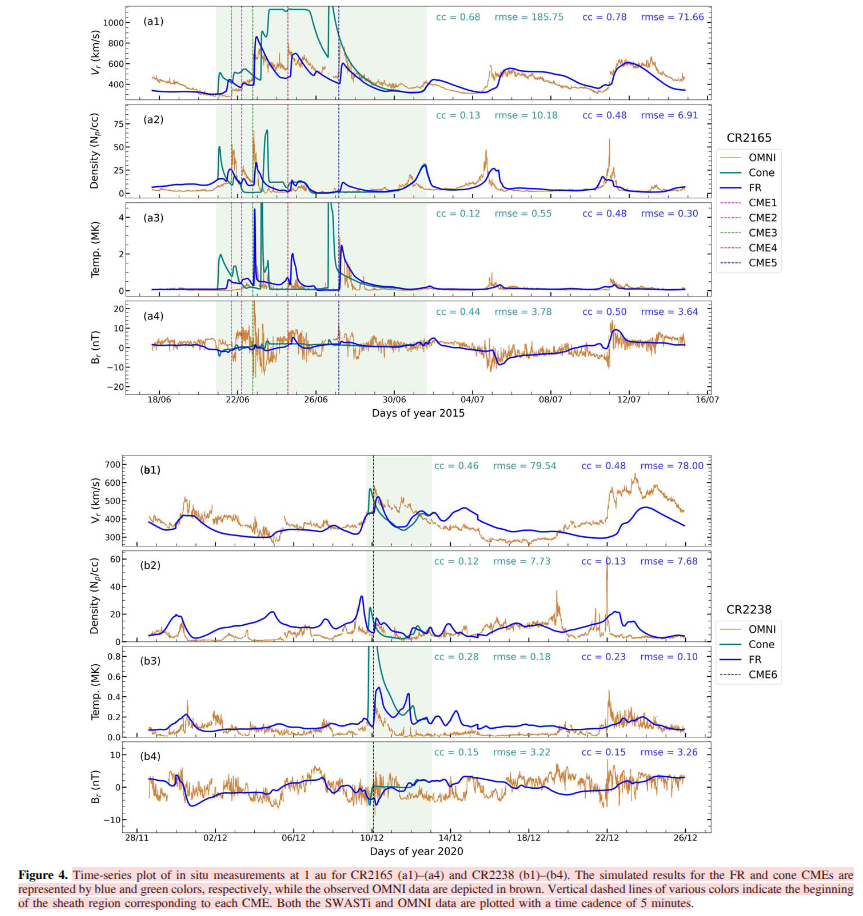 (a1)
cc = 0.68 rmse = 185.75 cc = 0.78 rmse = 71.66
Vr (km/s)
1000
800
600
400
(a2)
cc = 0.13 rmse = 10.18 cc = 0.48 rmse = 6.91
Density (Np/cc)
75
50
25
0
(a3)
cc = 0.12 rmse = 0.55 cc = 0.48 rmse = 0.30
Temp. (MK)
4
2
0
(a4)
cc = 0.44 rmse = 3.78 cc = 0.50 rmse = 3.64
Br (nT)
20
10
0
−10
−20
18/06 22/06 26/06 30/06 04/07 08/07 12/07 16/07
Days of year 2015
CR2165
OMNI
Cone
FR
CME1
CME2
CME3
CME4
CME5
(b1)
cc = 0.46 rmse = 79.54 cc = 0.48 rmse = 78.00
Vr (km/s)
700
600
500
400
300
(b2)
cc = 0.12 rmse = 7.73 cc = 0.13 rmse = 7.68
Density (Np/cc)
60
40
20
0
(b3)
cc = 0.28 rmse = 0.18 cc = 0.23 rmse = 0.10
Temp. (MK)
0.8
0.6
0.4
0.2
0.0
(b4)
cc = 0.15 rmse = 3.22 cc = 0.15 rmse = 3.26
Br (nT)
10
0
−10
28/11 02/12 06/12 10/12 14/12 18/12 22/12 26/12
Days of year 2020
CR2238
OMNI
Cone
FR
CME6
Figure 4. Time-series plot of in situ measurements at 1 au for CR2165 (a1)–(a4) and CR2238 (b1)–(b4). The simulated results for the FR and cone CMEs are
represented by blue and green colors, respectively, while the observed OMNI data are depicted in brown. Vertical dashed lines of various colors indicate the beginning
of the sheath region corresponding to each CME. Both the SWASTi and OMNI data are plotted with a time cadence of 5 minutes.